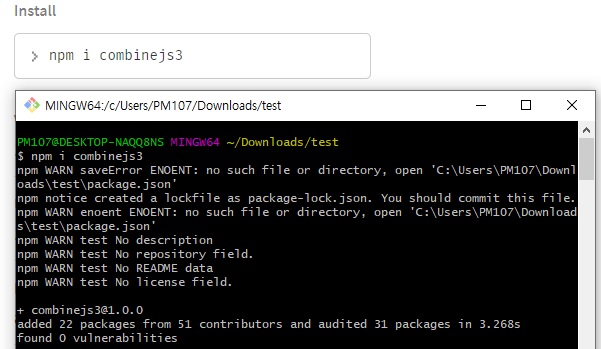 Install
> npm i combinejs3
MINGW64:/c/Users/PM107/Downloads/test
PM107@DESKTOP-NAQQ8NS MINGW64 ~/Downloads/test
$ npm i combinejs3
npm WARN saveError ENOENT: no such file or directory, open 'C:\Users\PM107\Downl
oads\test\package.json'
npm notice created a lockfile as package-lock.json. You should commit this file.
npm WARN enoent ENOENT: no such file or directory, open 'C:\Users\PM107\Download
s\test\package.json'
npm WARN test No description
npm WARN test No repository field.
npm WARN test No README data
npm WARN test No license field.
+ combinejs3@1.0.0
added 22 packages from 51 contributors and audited 31 packages in 3.268s
found 0 vulnerabilities